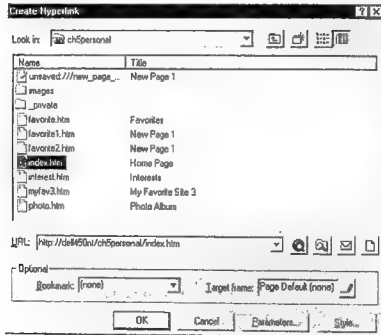 Create Hyperlink
Look in: ch5personal
Name Title
unsaved:///new_page_... New Page 1
images
_private
favorite.htm Favorites
favorite1.htm New Page 1
favorite2.htm New Page 1
index.htm Home Page
interest.htm Interests
myfav3.htm My Favorite Site 3
photo.htm Photo Album
URL: http://dell450nt/ch5personal/index.htm
Optional
Bookmark: (none) Target frame: Page Default (none)
OK Cancel Parameters... Style...